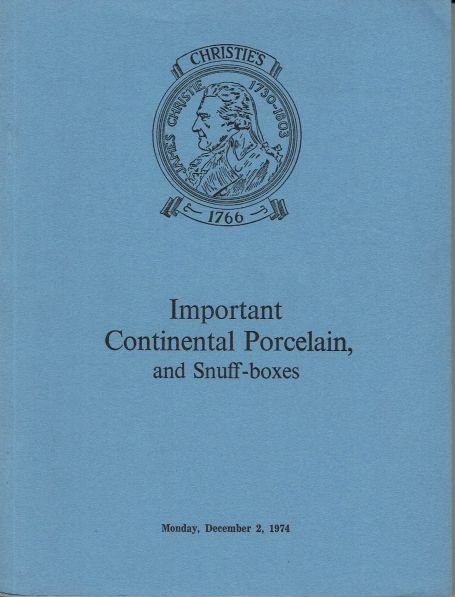 CHRISTIE'S
JAMES CHRISTIE 1730-1803
1766
Important
Continental Porcelain,
and Snuff-boxes
Monday, December 2, 1974